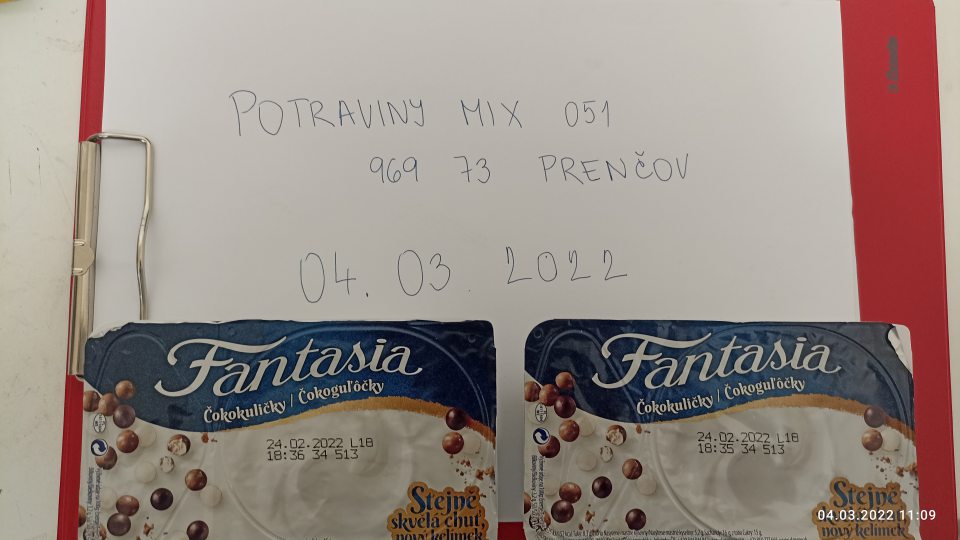 POTRAVINY MIX 051
969 73 PRENČOV
04. 03. 2022
Fantasia
Čokokuličky / Čokoguľôčky
24.02.2022 L18
18:36 34 513
Stejně
skvělá chuť,
nový kelímek
Fantasia
Čokokuličky / Čokoguľôčky
24.02.2022 L18
18:35 34 513
Stejně
skvělá chuť,
nový kelímek
04.03.2022 11:09